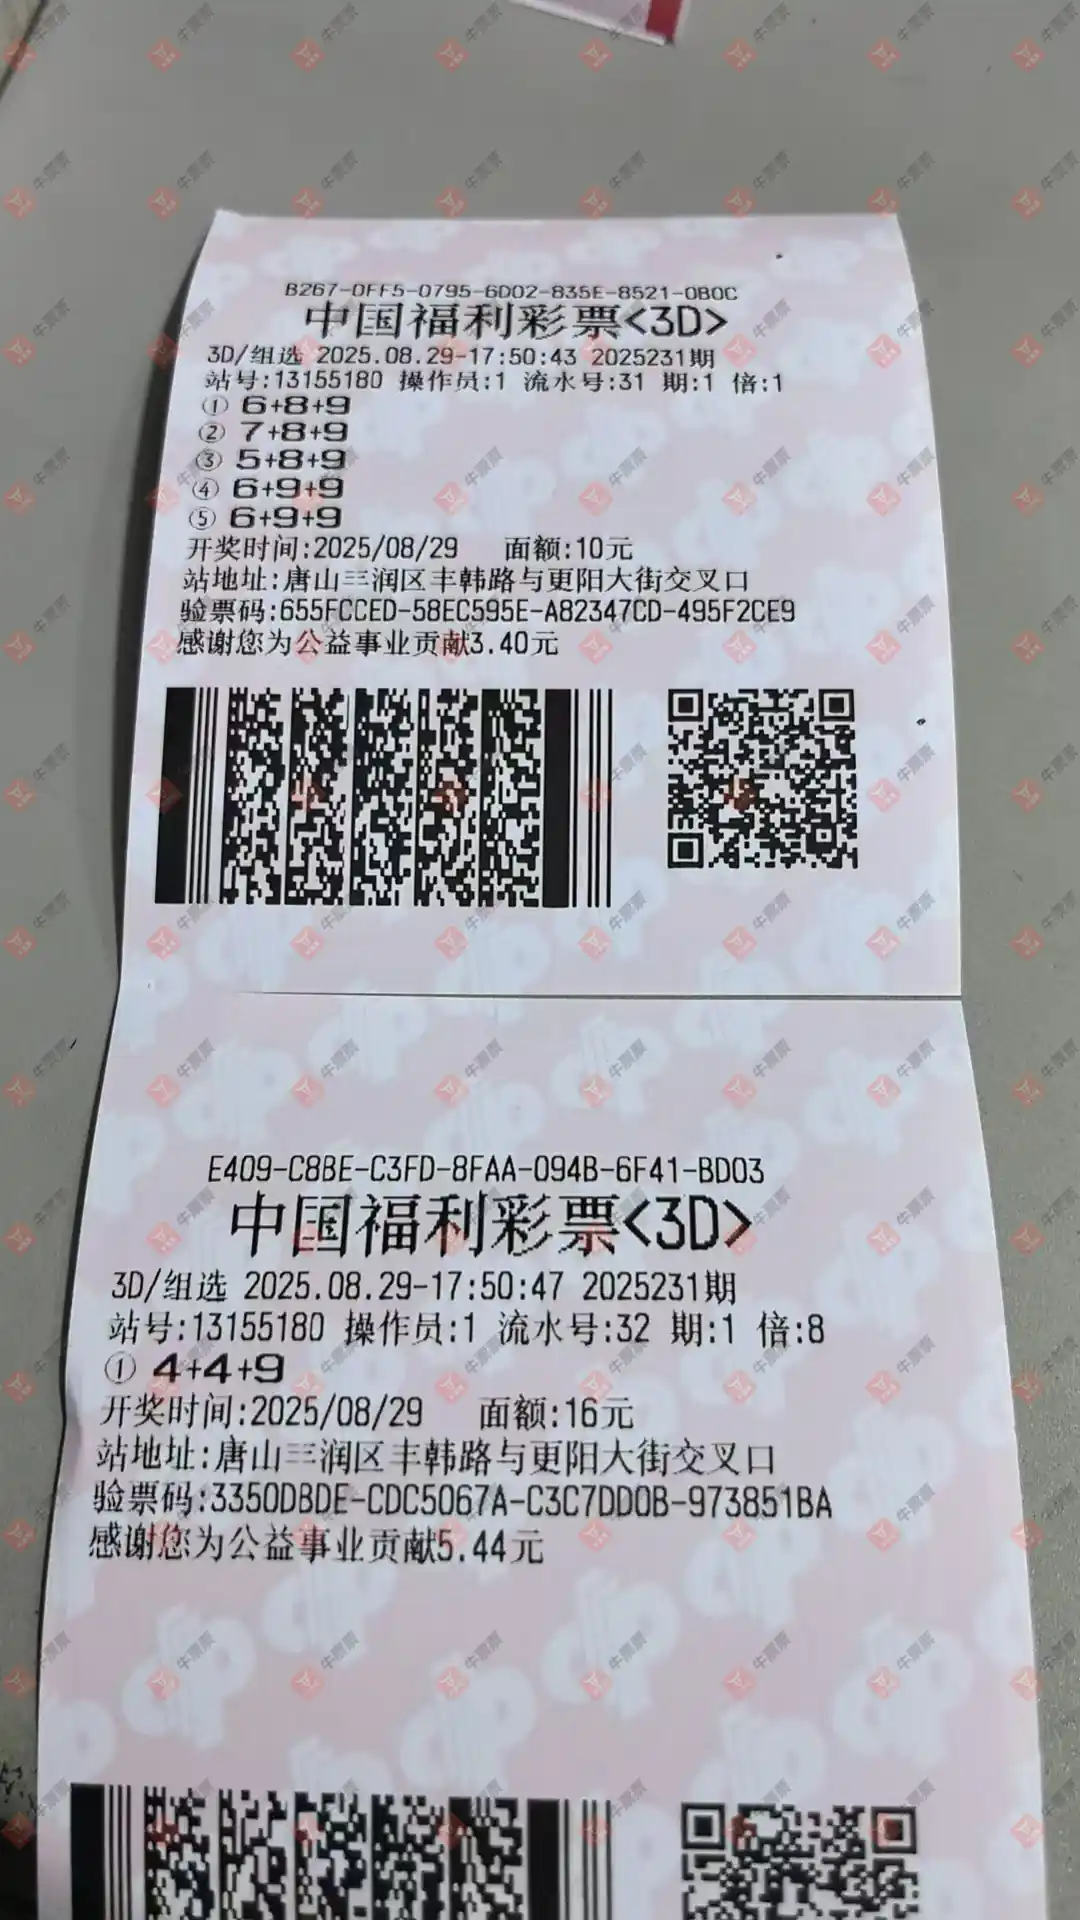 B267-0FF5-0795-6D02-835E-8521-0B0C
中国福利彩票<3D>
3D/组选 2025.08.29-17:50:43 2025231期
站号:13155180 操作员:1 流水号:31 期:1 倍:1
① 6+8+9
② 7+8+9
③ 5+8+9
④ 6+9+9
⑤ 6+9+9
开奖时间:2025/08/29 面额:10元
站地址:唐山三润区丰韩路与更阳大街交叉口
验票码:655FCCED-58EC595E-A82347CD-495F2CE9
感谢您为公益事业贡献3.40元
E409-C8BE-C3FD-8FAA-094B-6F41-BD03
中国福利彩票<3D>
3D/组选 2025.08.29-17:50:47 2025231期
站号:13155180 操作员:1 流水号:32 期:1 倍:8
① 4+4+9
开奖时间:2025/08/29 面额:16元
站地址:唐山三润区丰韩路与更阳大街交叉口
验票码:3350DBDE-CDC5067A-C3C7DD0B-973851BA
感谢您为公益事业贡献5.44元
牛票票